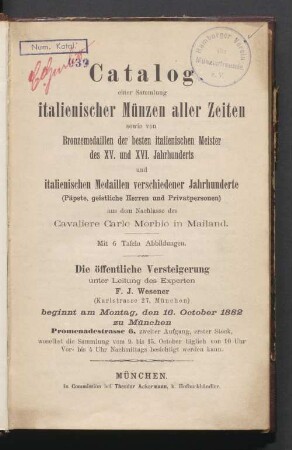 Num. Katgl.
939
Catalog
einer Sammlung
italienischer Münzen aller Zeiten
sowie von
Bronzemedaillen der besten italienischen Meister
des XV. und XVI. Jahrhunderts
und
italienischen Medaillen verschiedener Jahrhunderte
(Päpste, geistliche Herren und Privatpersonen)
aus dem Nachlasse des
Cavaliere Carlo Morbio in Mailand.
Mit 6 Tafeln Abbildungen.
Die öffentliche Versteigerung
unter Leitung des Experten
F. J. Wesener
(Karlstrasse 27, München)
beginnt am Montag, den 16. October 1882
zu München
Promenadestrasse 6, zweiter Aufgang, erster Stock,
woselbst die Sammlung vom 9. bis 15. October täglich von 10 Uhr
Vor- bis 5 Uhr Nachmittags besichtigt werden kann.
MÜNCHEN.
In Commission bei Theodor Ackermann, k. Hofbuchhändler.